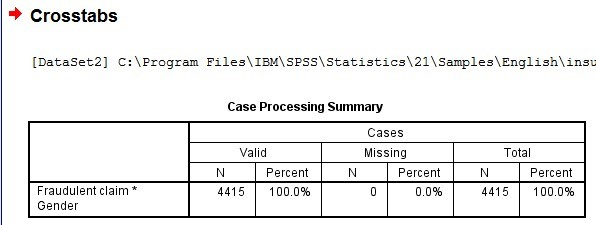 Crosstabs
[DataSet2] C:\Program Files\IBM\SPSS\Statistics\21\Samples\English\insu
Case Processing Summary
Cases
Valid Missing Total
N Percent N Percent N Percent
Fraudulent claim * Gender 4415 100.0% 0 0.0% 4415 100.0%